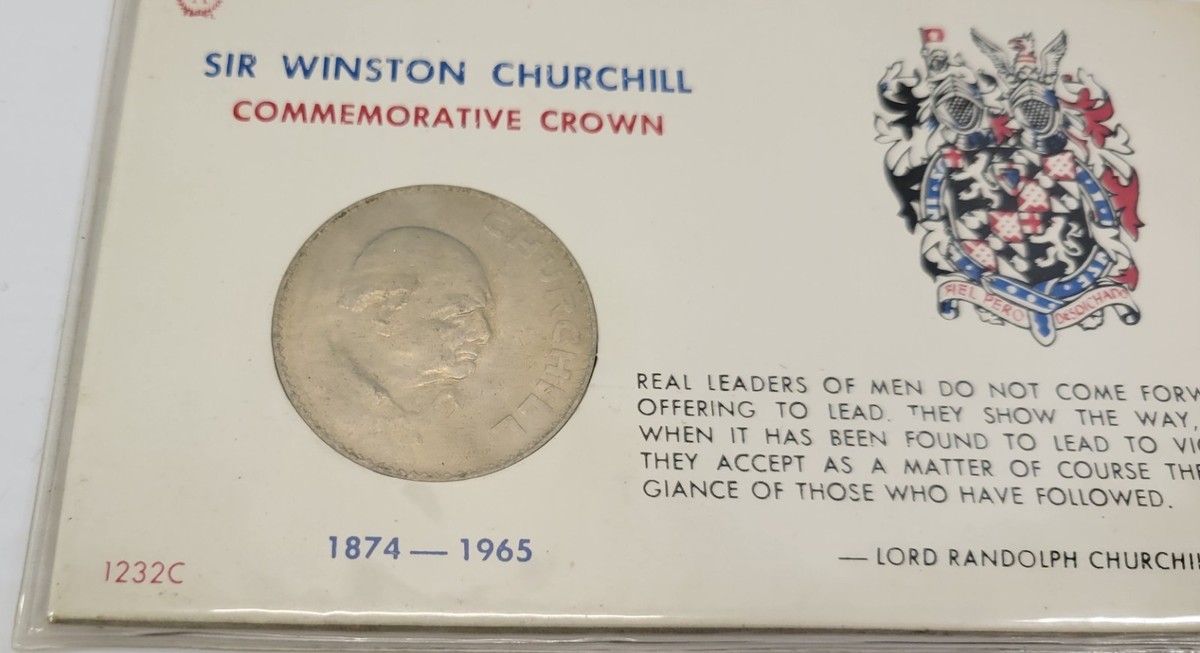 SIR WINSTON CHURCHILL
COMMEMORATIVE CROWN
CHURCHILL
FIEL PERO DESDICHADO
REAL LEADERS OF MEN DO NOT COME FORW
OFFERING TO LEAD. THEY SHOW THE WAY,
WHEN IT HAS BEEN FOUND TO LEAD TO VIC
THEY ACCEPT AS A MATTER OF COURSE THE
GIANCE OF THOSE WHO HAVE FOLLOWED.
— LORD RANDOLPH CHURCHI
1874 — 1965
1232C